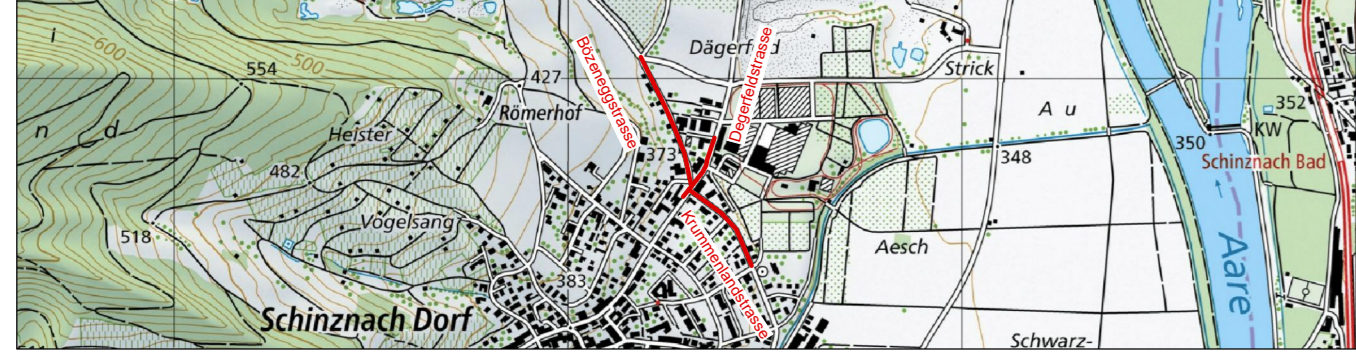 i
600
500
554
427
Bözeneggstrasse
Dägerfeld
Degerfeldstrasse
Strick
n d
Heister
Römerhof
373
A u
352
KW
350
348
Schinznach Bad
482
Vogelsang
518
Krummenlandstrasse
Aesch
Aare
383
Schinznach Dorf
Schwarz-